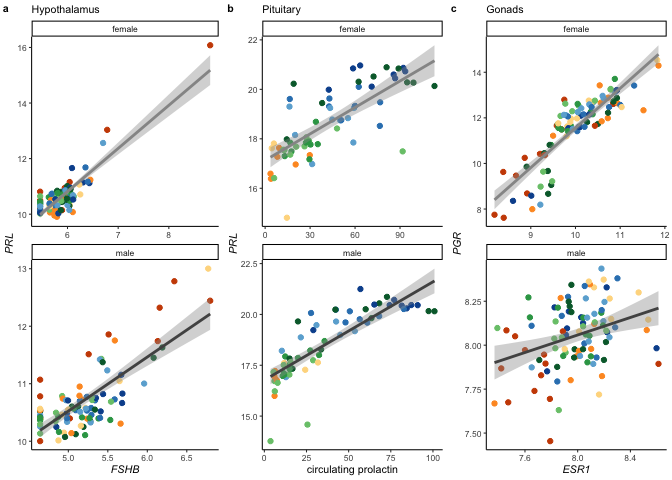 a Hypothalamus
female
16
14
12
10
6 7 8
male
13
12
11
10
5.0 5.5 6.0 6.5
PRL
FSHB
b Pituitary
female
22
20
18
16
0 30 60 90
male
22.5
20.0
17.5
15.0
0 25 50 75 100
PRL
circulating prolactin
c Gonads
female
14
12
10
8
9 10 11 12
male
8.25
8.00
7.75
7.50
7.6 8.0 8.4
PGR
ESR1